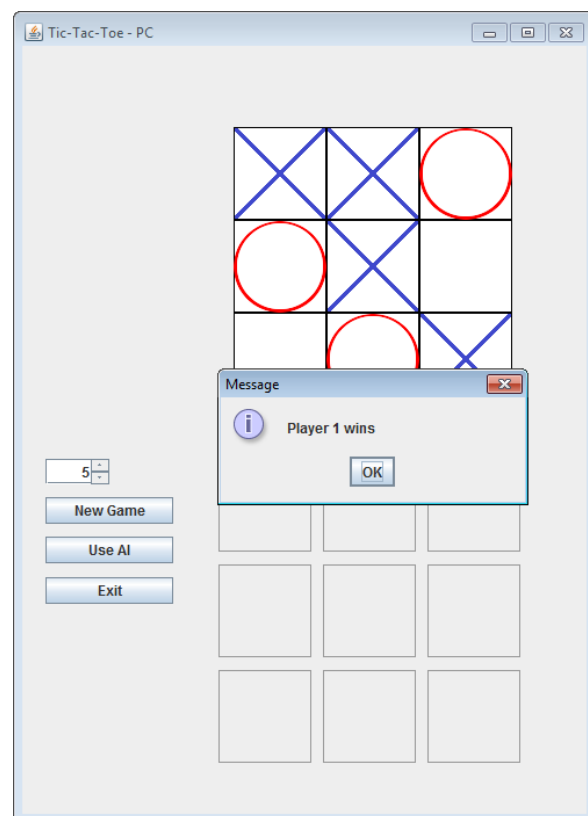 Tic-Tac-Toe - PC
Message
i
Player 1 wins
OK
5
New Game
Use AI
Exit